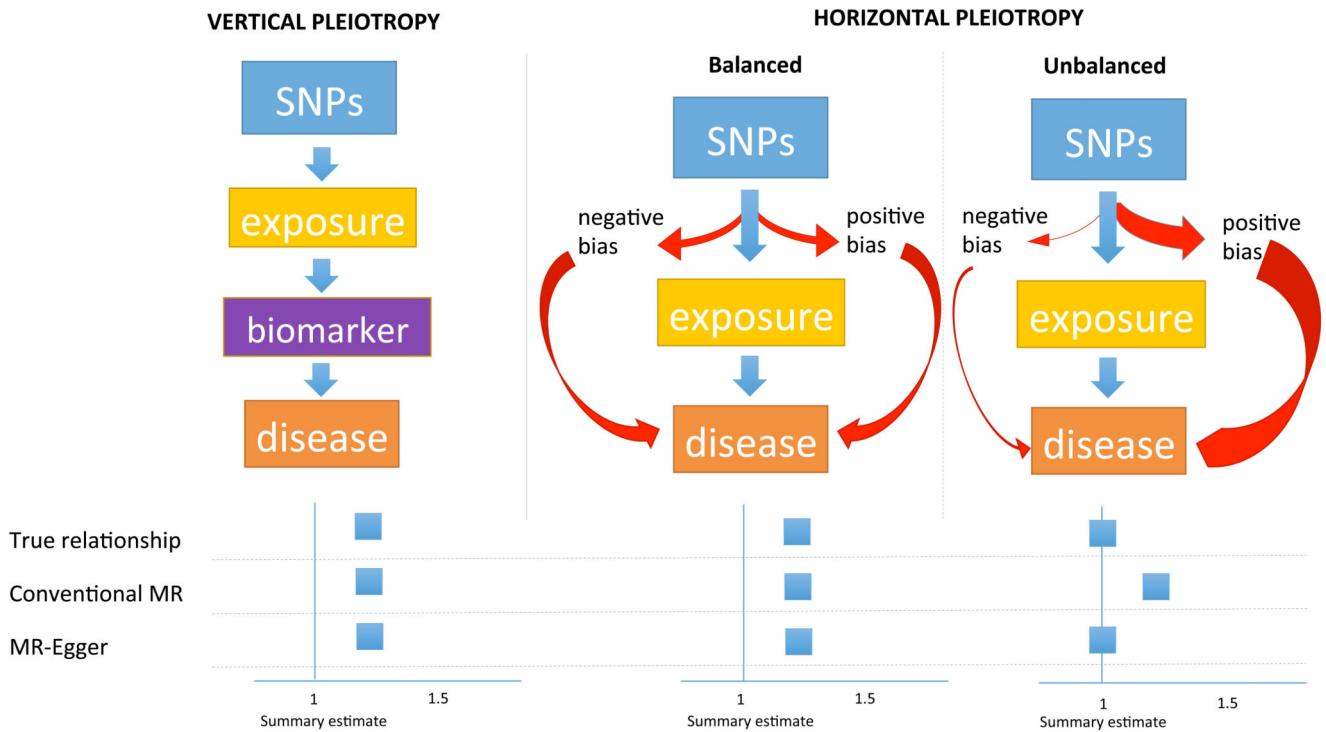 VERTICAL PLEIOTROPY
HORIZONTAL PLEIOTROPY
Balanced
Unbalanced
SNPs
exposure
biomarker
disease
SNPs
negative
bias
positive
bias
exposure
disease
SNPs
negative
bias
positive
bias
exposure
disease
True relationship
Conventional MR
MR-Egger
1 1.5
Summary estimate
1 1.5
Summary estimate
1 1.5
Summary estimate